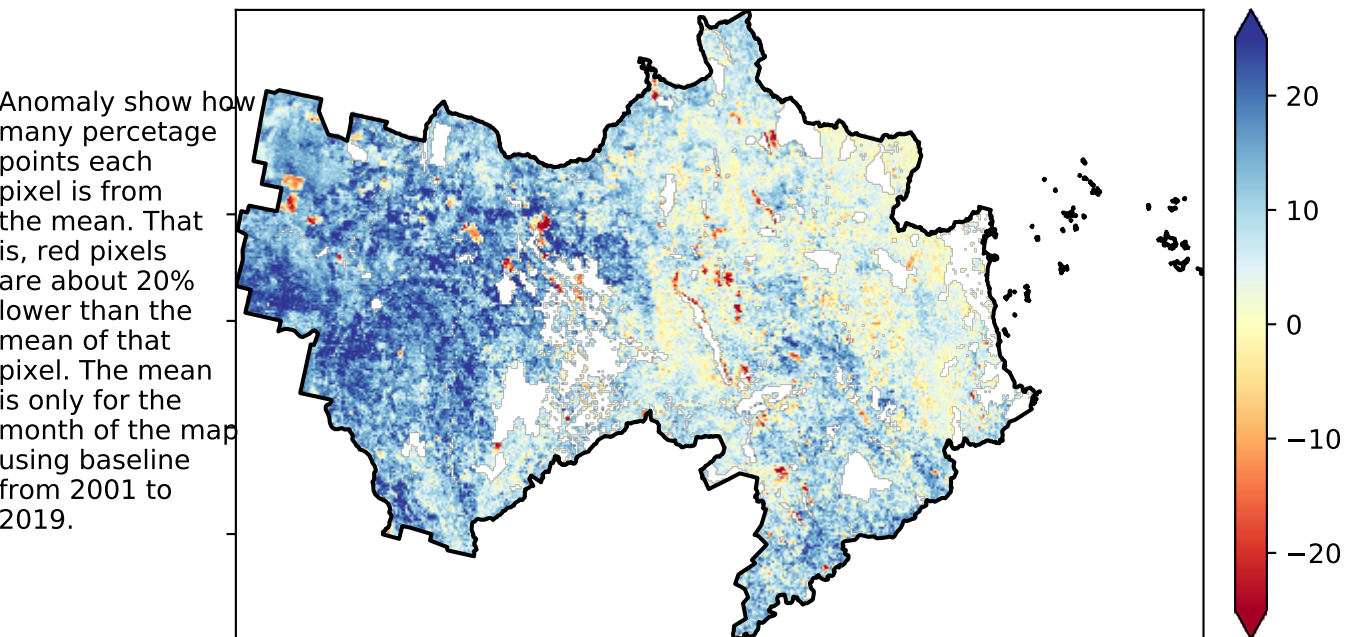 Anomaly show how
many percetage
points each
pixel is from
the mean. That
is, red pixels
are about 20%
lower than the
mean of that
pixel. The mean
is only for the
month of the map
using baseline
from 2001 to
2019.
20
10
0
−10
−20